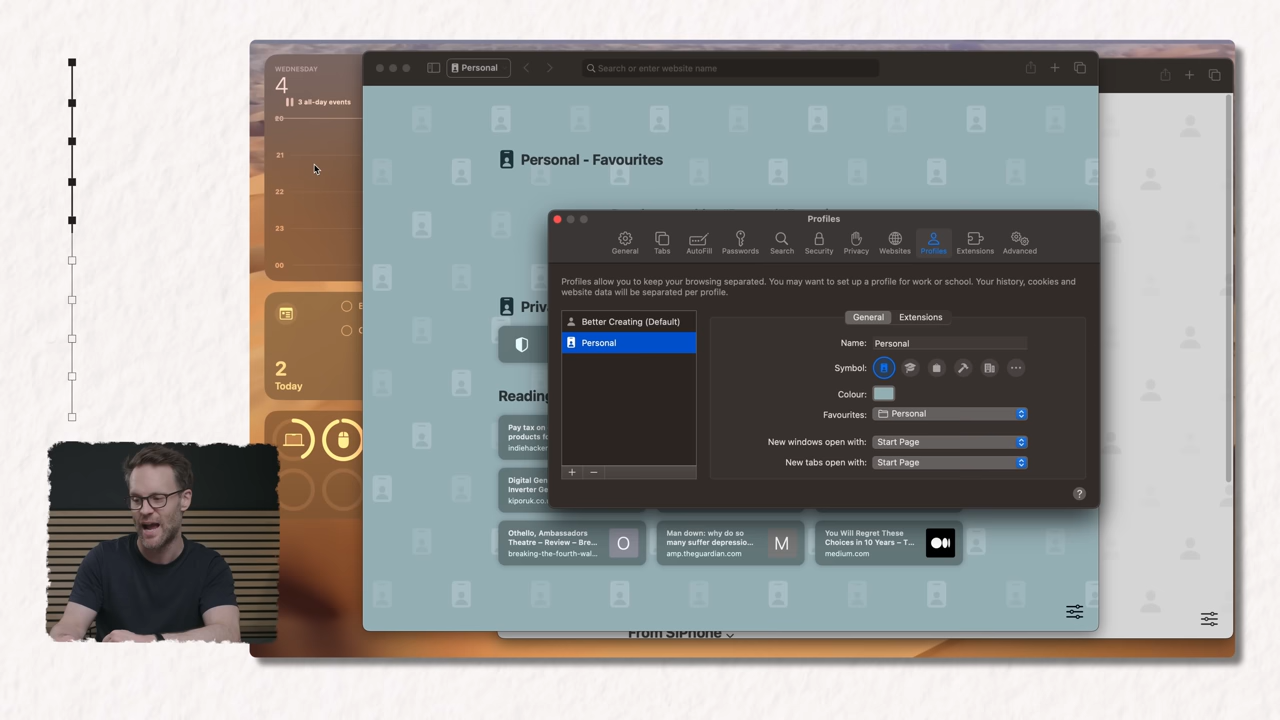 WEDNESDAY
4
3 all-day events
20
21
22
23
00
2
Today
Personal
Search or enter website name
Personal - Favourites
Priv
Reading
Pay tax on
products fo
indiehacker
Digital Gen
Inverter Ge
kiporuk.co.u
Othello, Ambassadors
Theatre – Review – Bre...
breaking-the-fourth-wal...
O
Man down: why do so
many suffer depressio...
amp.theguardian.com
M
You Will Regret These
Choices in 10 Years – T...
medium.com
From SiPhone
Profiles
General
Tabs
AutoFill
Passwords
Search
Security
Privacy
Websites
Profiles
Extensions
Advanced
Profiles allow you to keep your browsing separated. You may want to set up a profile for work or school. Your history, cookies and
website data will be separated per profile.
Better Creating (Default)
Personal
+ −
General Extensions
Name: Personal
Symbol:
Colour:
Favourites: Personal
New windows open with: Start Page
New tabs open with: Start Page
?